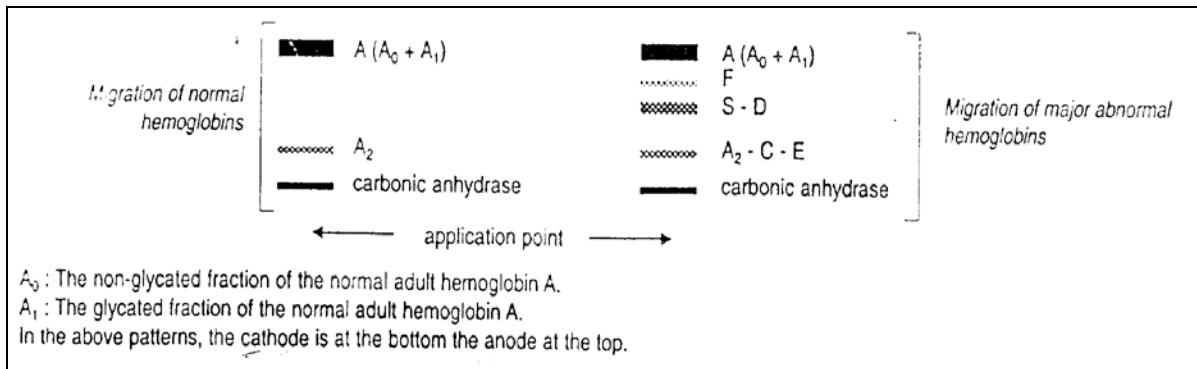 A (A₀ + A₁)
Migration of normal
hemoglobins
A₂
carbonic anhydrase
A (A₀ + A₁)
F
S - D
A₂ - C - E
carbonic anhydrase
Migration of major abnormal
hemoglobins
application point
A₀ : The non-glycated fraction of the normal adult hemoglobin A.
A₁ : The glycated fraction of the normal adult hemoglobin A.
In the above patterns, the cathode is at the bottom the anode at the top.